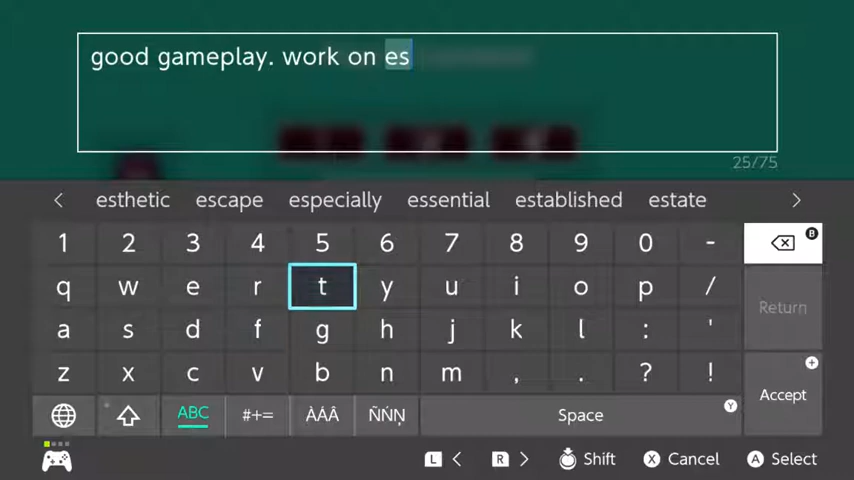 good gameplay. work on es
25/75
< esthetic escape especially essential established estate >
1 2 3 4 5 6 7 8 9 0 - B
q w e r t y u i o p / Return
a s d f g h j k l : '
z x c v b n m , . ? ! + Accept
ABC #+= ÀÁÂ ÑŃŅ Space Y
L < R > Shift X Cancel A Select